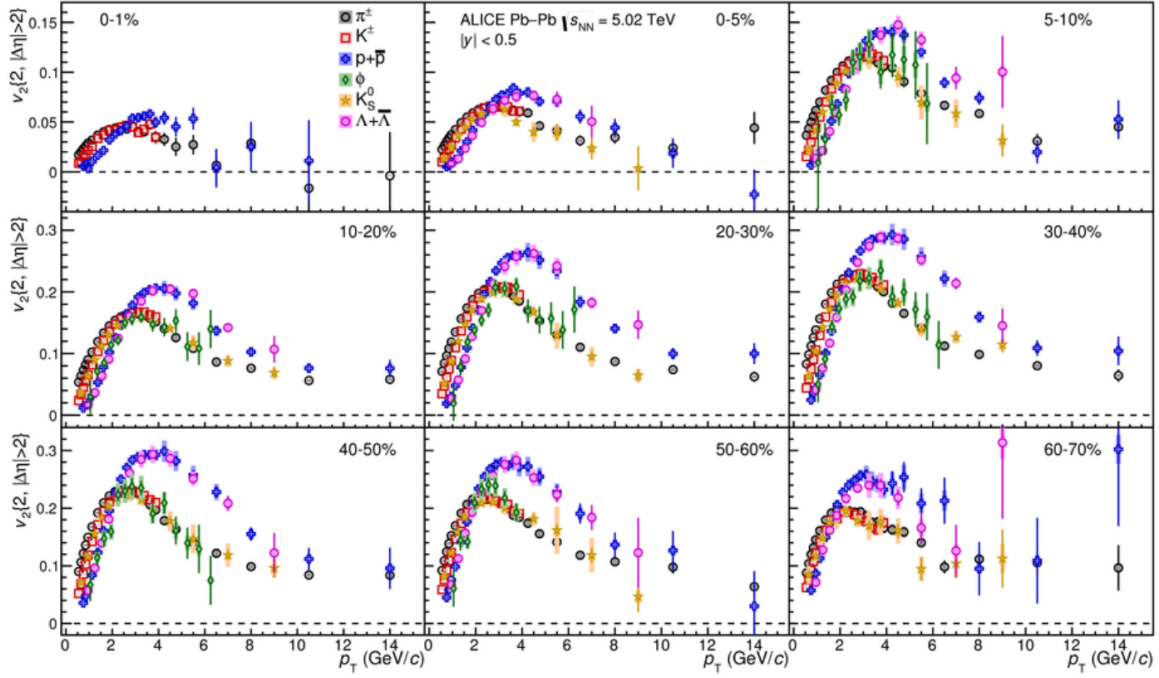 0-1%
π±
K±
p+p̅
ϕ
K⁰S
Λ+Λ̅
ALICE Pb–Pb √sNN = 5.02 TeV
|y| < 0.5
0-5%
5-10%
v2{2, |Δη|>2}
0.15
0.1
0.05
0
10-20%
20-30%
30-40%
v2{2, |Δη|>2}
0.3
0.2
0.1
0
40-50%
50-60%
60-70%
v2{2, |Δη|>2}
0.3
0.2
0.1
0
0 2 4 6 8 10 12 14
pT (GeV/c)
2 4 6 8 10 12 14
pT (GeV/c)
2 4 6 8 10 12 14
pT (GeV/c)